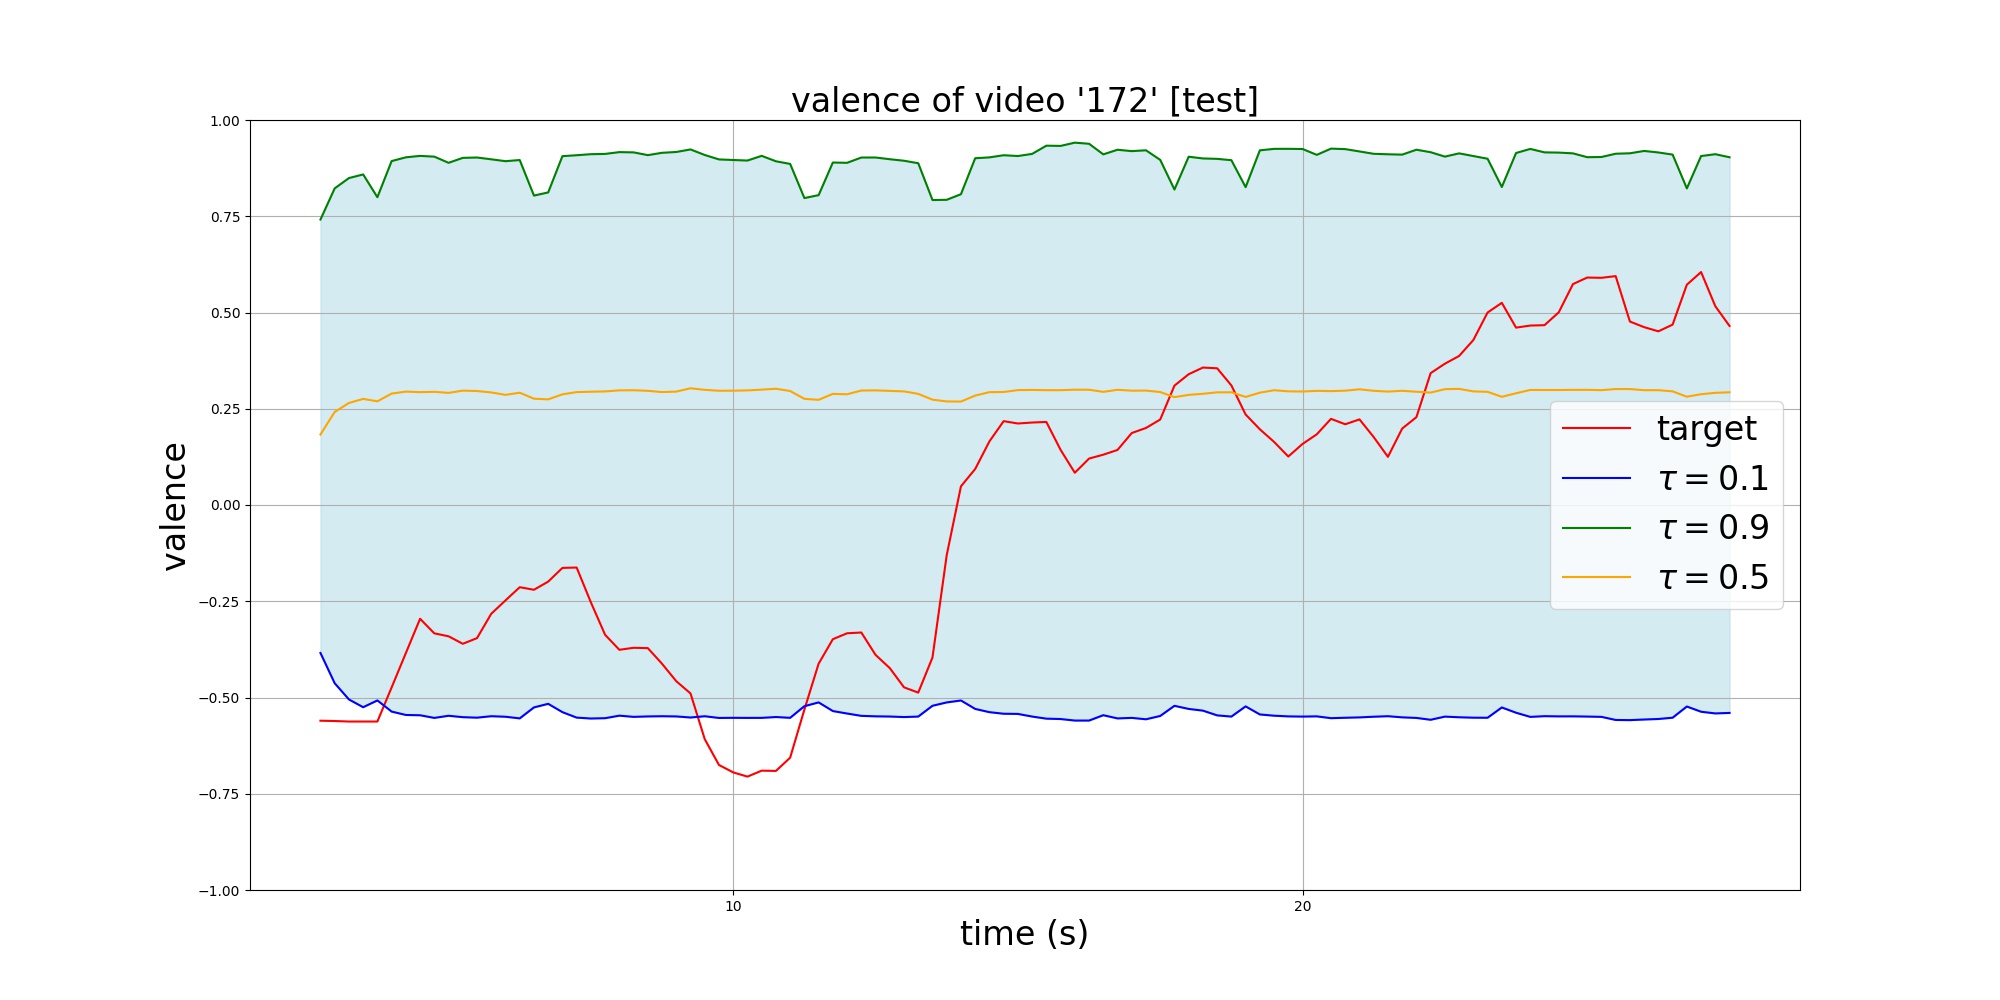 valence of video '172' [test]
1.00
0.75
0.50
0.25
0.00
−0.25
−0.50
−0.75
−1.00
valence
10
20
time (s)
target
τ = 0.1
τ = 0.9
τ = 0.5